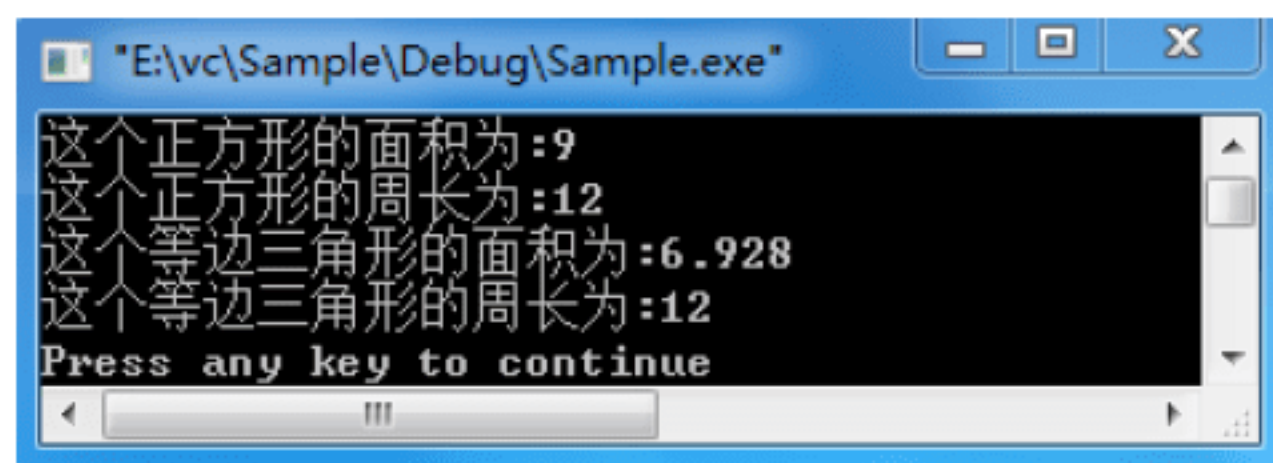 "E:\vc\Sample\Debug\Sample.exe"
这个正方形的面积为:9
这个正方形的周长为:12
这个等边三角形的面积为:6.928
这个等边三角形的周长为:12
Press any key to continue